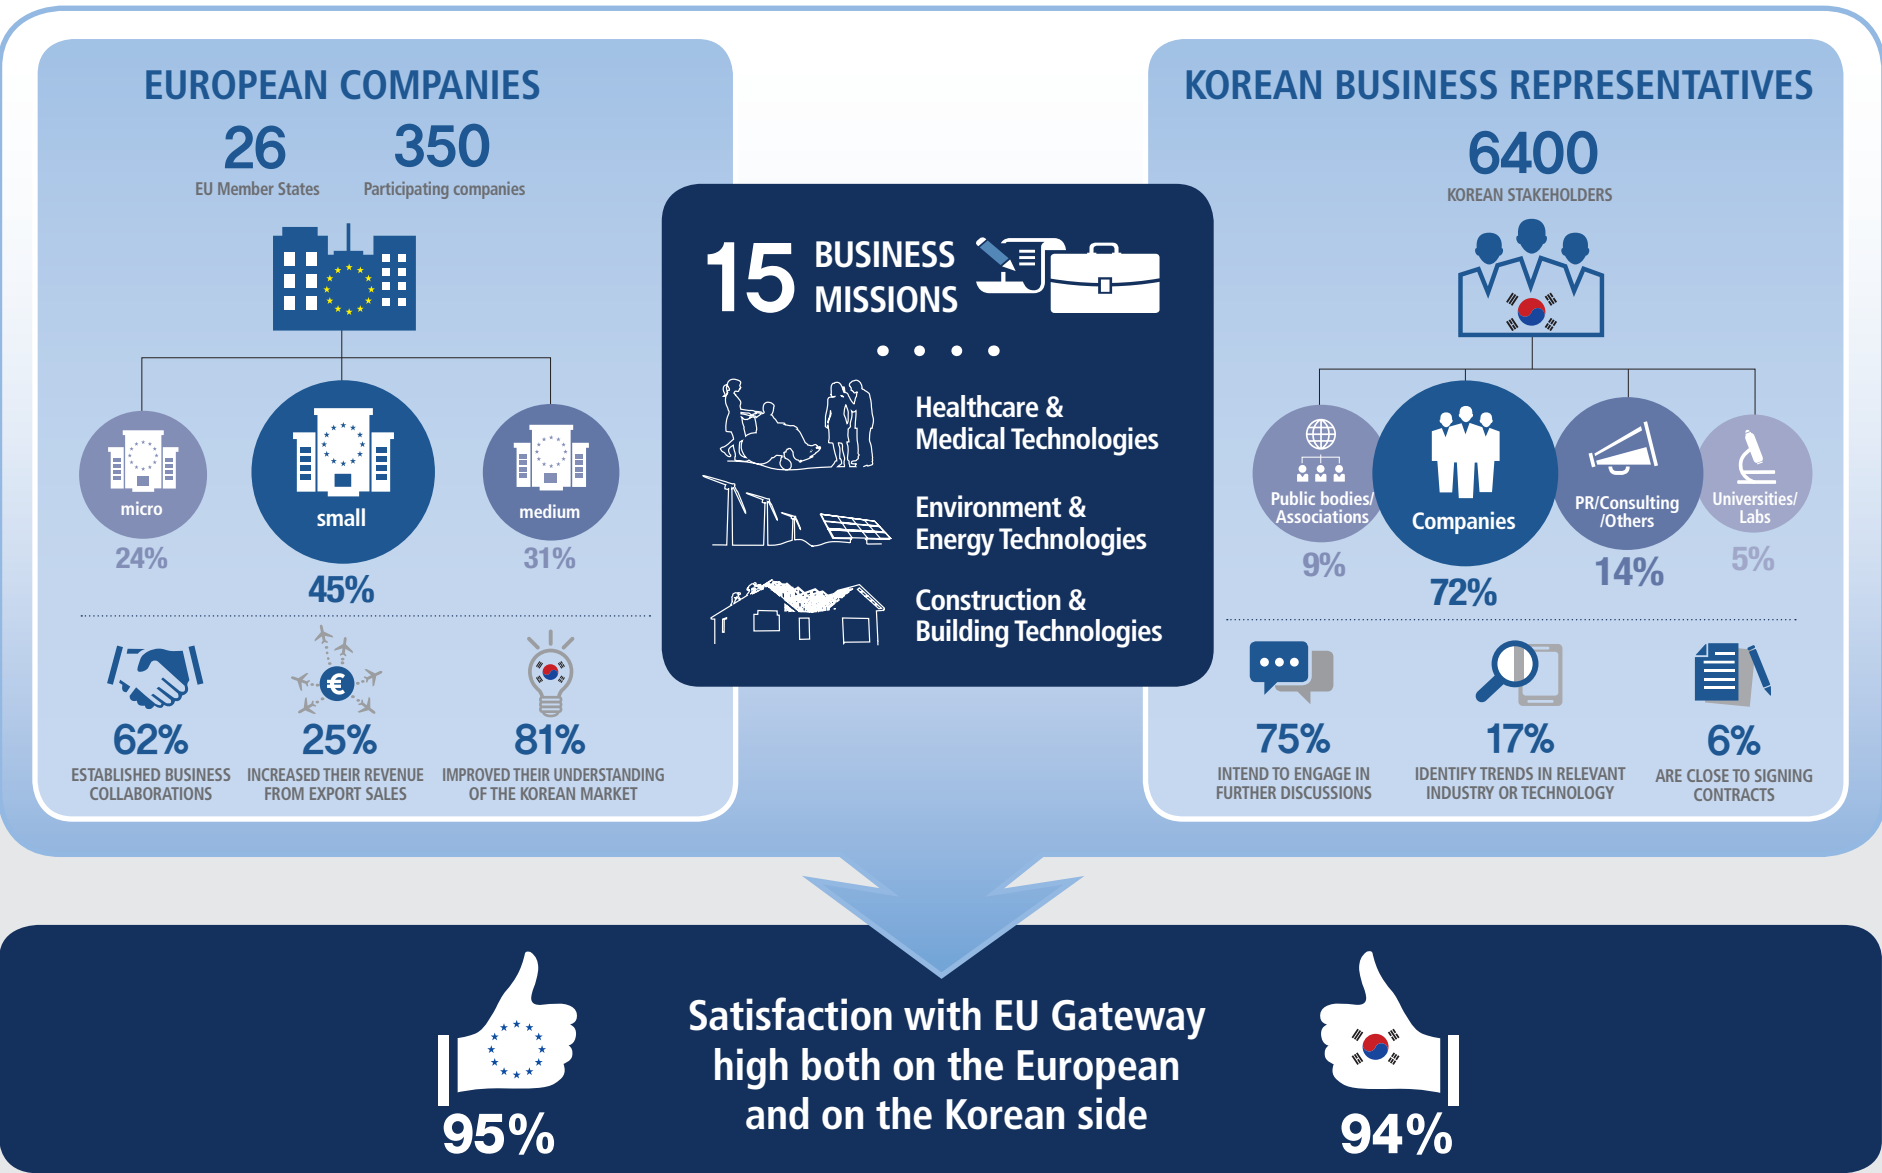 EUROPEAN COMPANIES
26
EU Member States
350
Participating companies
micro
24%
small
45%
medium
31%
62%
ESTABLISHED BUSINESS
COLLABORATIONS
€
25%
INCREASED THEIR REVENUE
FROM EXPORT SALES
81%
IMPROVED THEIR UNDERSTANDING
OF THE KOREAN MARKET
15
BUSINESS
MISSIONS
Healthcare &
Medical Technologies
Environment &
Energy Technologies
Construction &
Building Technologies
KOREAN BUSINESS REPRESENTATIVES
6400
KOREAN STAKEHOLDERS
Public bodies/
Associations
9%
Companies
72%
PR/Consulting
/Others
14%
Universities/
Labs
5%
75%
INTEND TO ENGAGE IN
FURTHER DISCUSSIONS
17%
IDENTIFY TRENDS IN RELEVANT
INDUSTRY OR TECHNOLOGY
6%
ARE CLOSE TO SIGNING
CONTRACTS
95%
Satisfaction with EU Gateway
high both on the European
and on the Korean side
94%